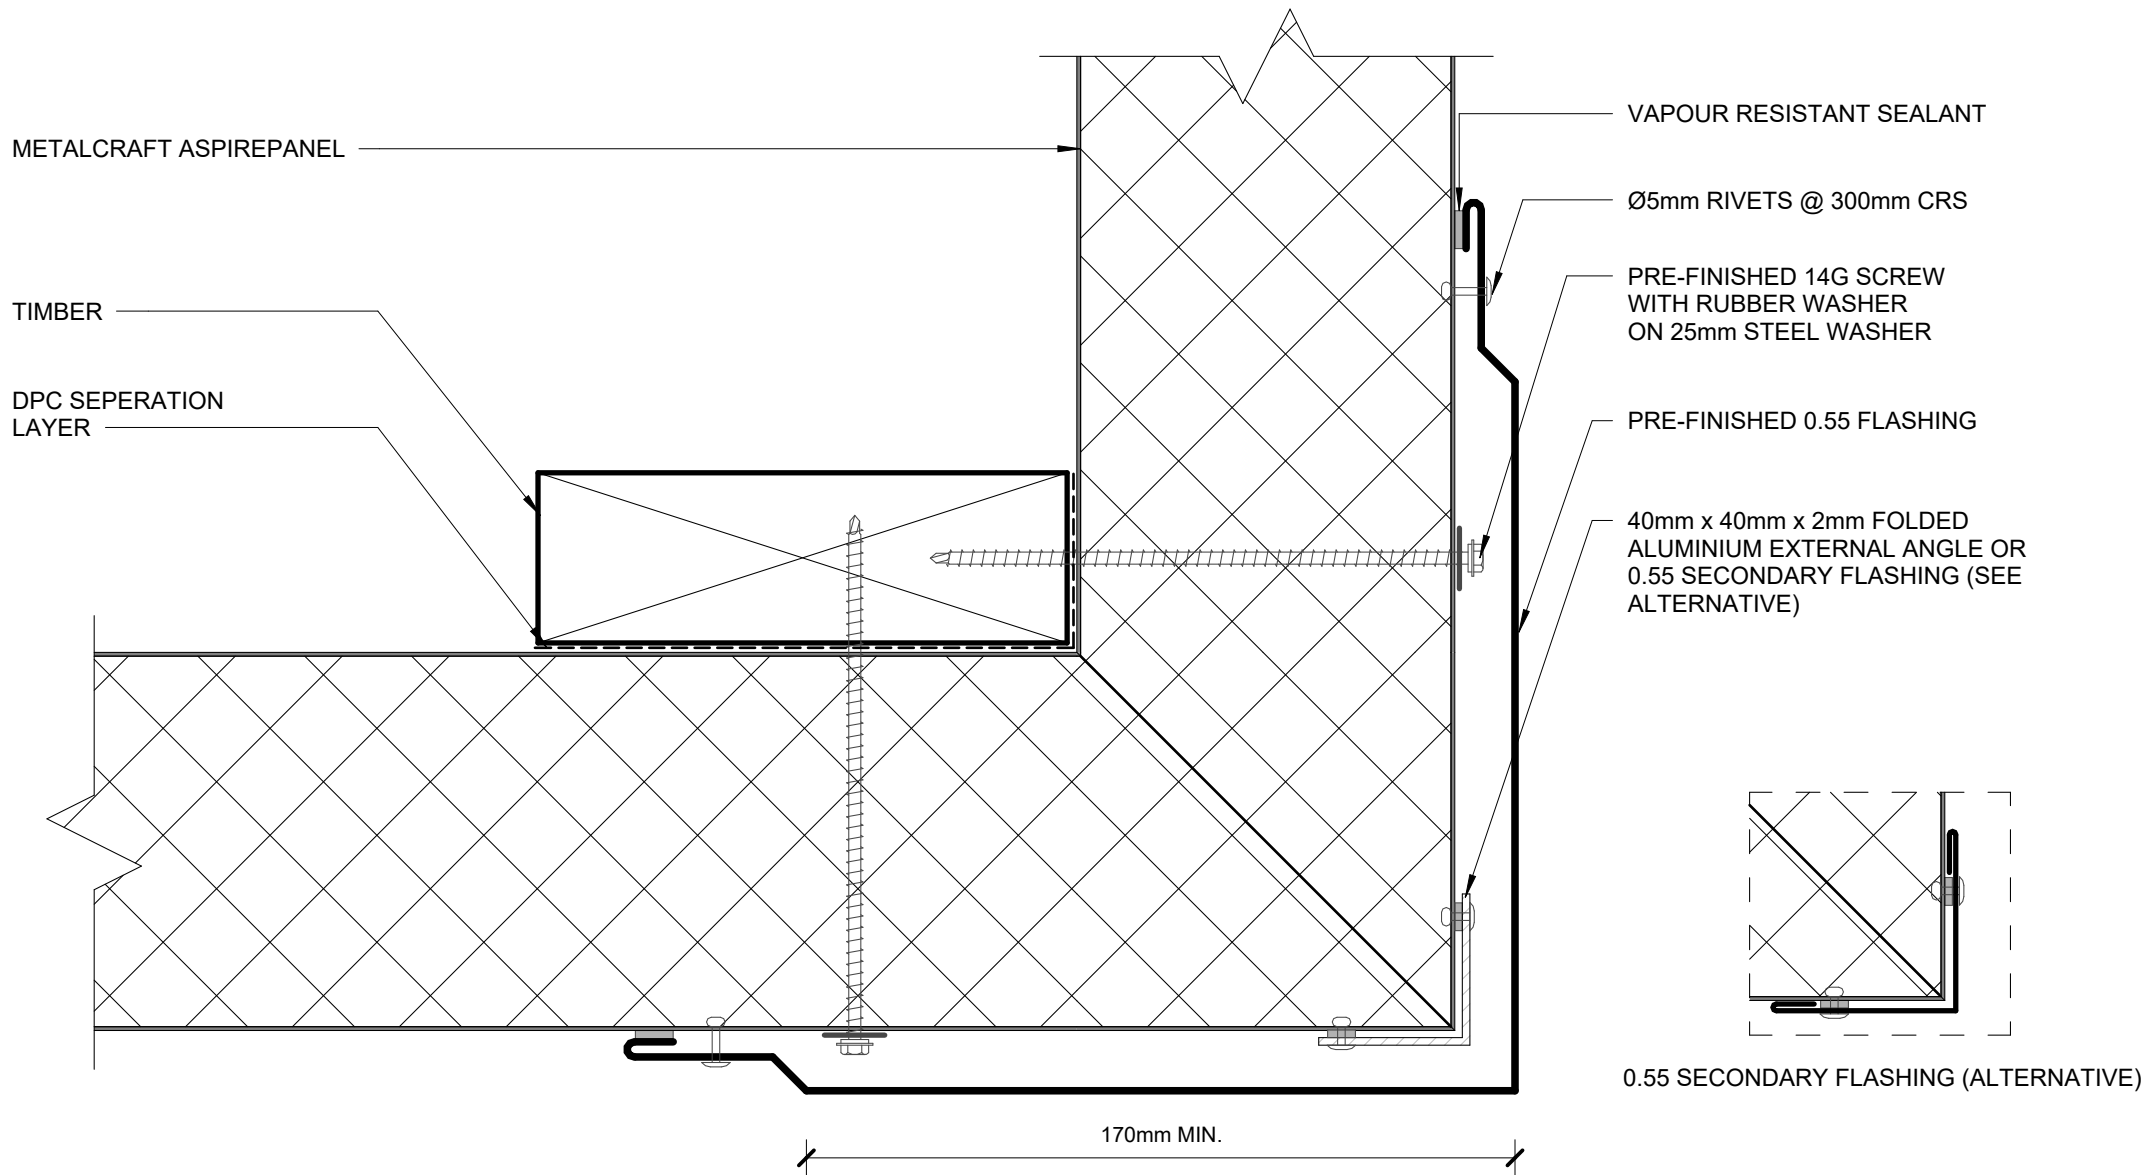 METALCRAFT ASPIREPANEL
TIMBER
DPC SEPERATION
LAYER
VAPOUR RESISTANT SEALANT
Ø5mm RIVETS @ 300mm CRS
PRE-FINISHED 14G SCREW
WITH RUBBER WASHER
ON 25mm STEEL WASHER
PRE-FINISHED 0.55 FLASHING
40mm x 40mm x 2mm FOLDED
ALUMINIUM EXTERNAL ANGLE OR
0.55 SECONDARY FLASHING (SEE
ALTERNATIVE)
0.55 SECONDARY FLASHING (ALTERNATIVE)
170mm MIN.